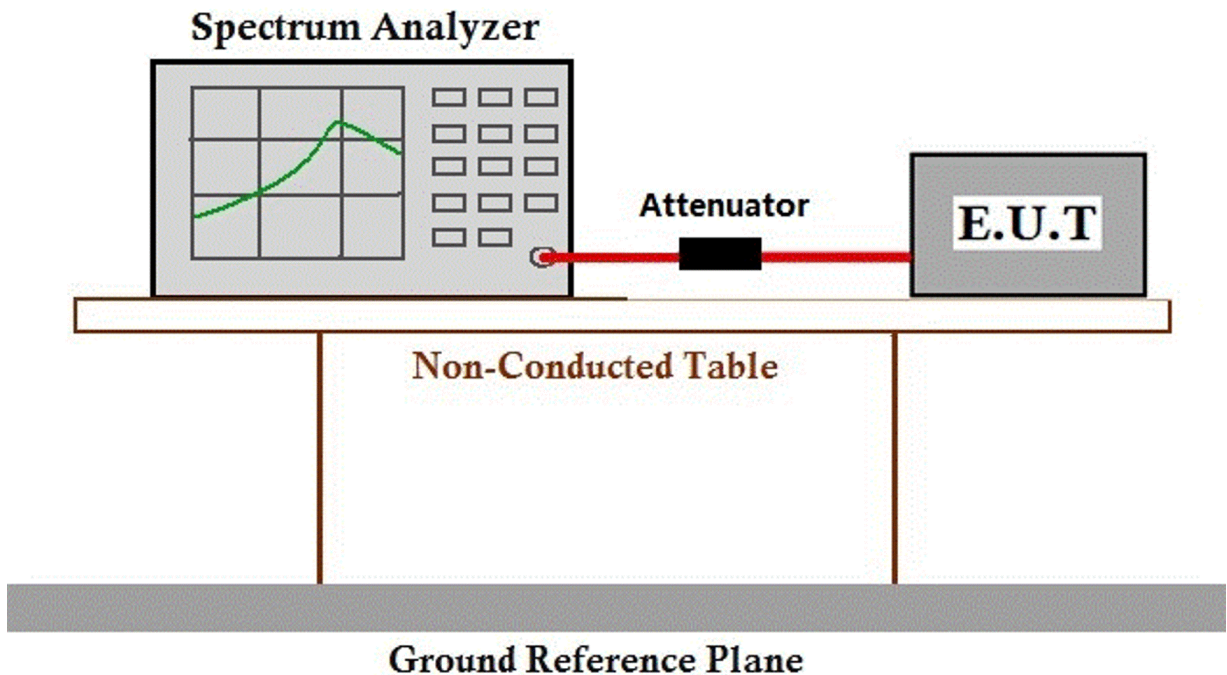 Spectrum Analyzer
Attenuator
E.U.T
Non-Conducted Table
Ground Reference Plane